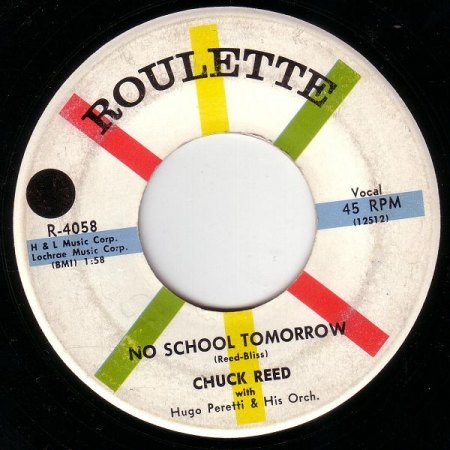 ROULETTE
R-4058
H & L Music Corp.
Lochrae Music Corp.
(BMI) 1:58
Vocal
45 RPM
(12512)
NO SCHOOL TOMORROW
(Reed-Bliss)
CHUCK REED
with
Hugo Peretti & His Orch.